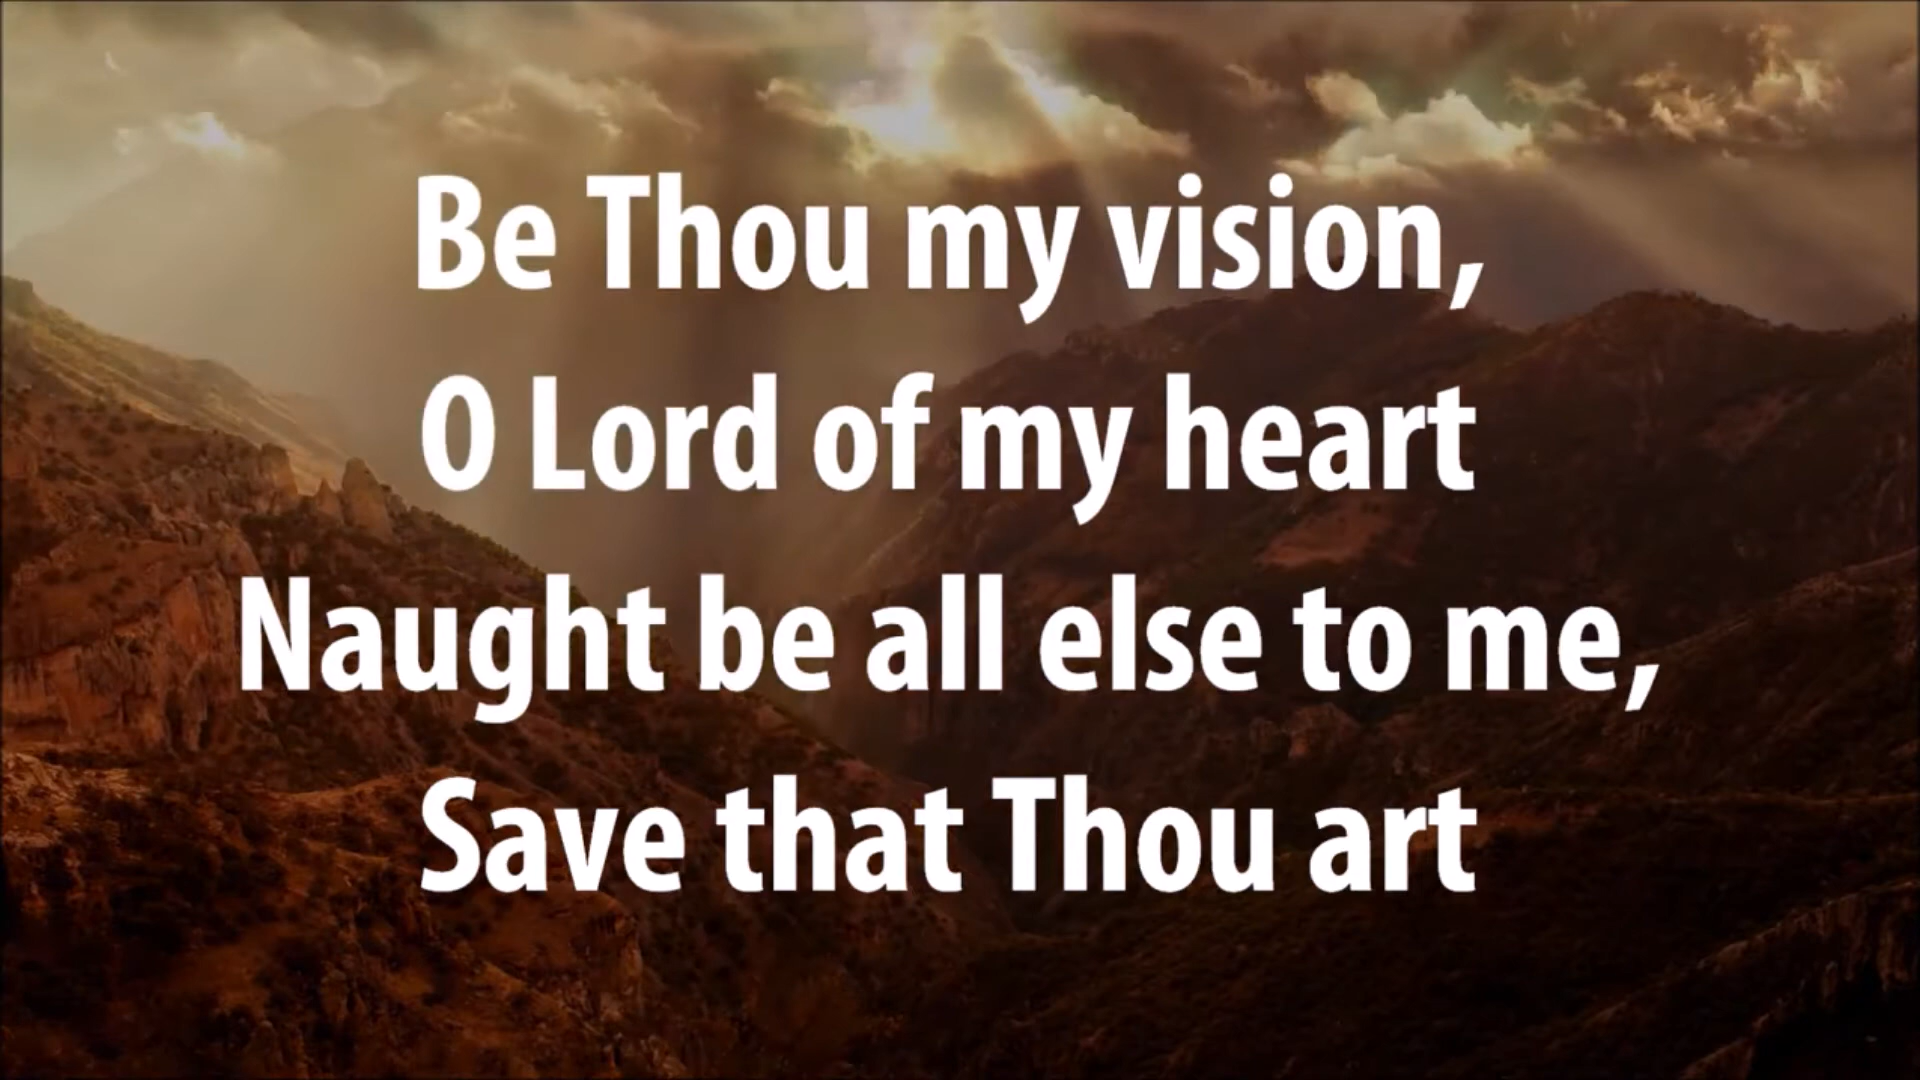 Be Thou my vision,
O Lord of my heart
Naught be all else to me,
Save that Thou art